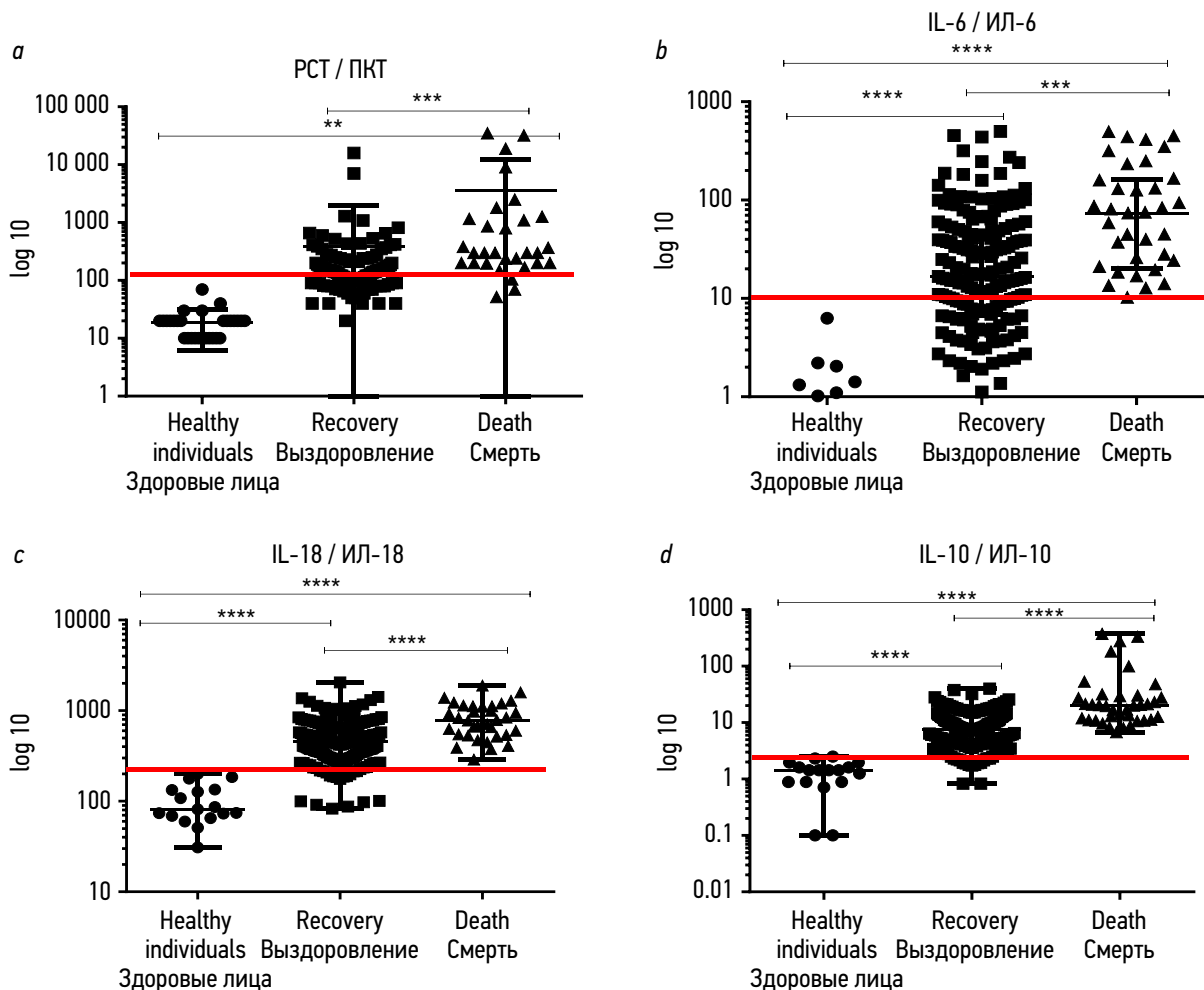 a
PCT / ПКТ
***
**
100 000
10 000
1000
100
10
1
log 10
Healthy
individuals
Здоровые лица
Recovery
Выздоровление
Death
Смерть
b
IL-6 / ИЛ-6
****
****
***
1000
100
10
1
log 10
Healthy
individuals
Здоровые лица
Recovery
Выздоровление
Death
Смерть
c
IL-18 / ИЛ-18
****
****
****
10000
1000
100
10
log 10
Healthy
individuals
Здоровые лица
Recovery
Выздоровление
Death
Смерть
d
IL-10 / ИЛ-10
****
****
****
1000
100
10
1
0.1
0.01
log 10
Healthy
individuals
Здоровые лица
Recovery
Выздоровление
Death
Смерть